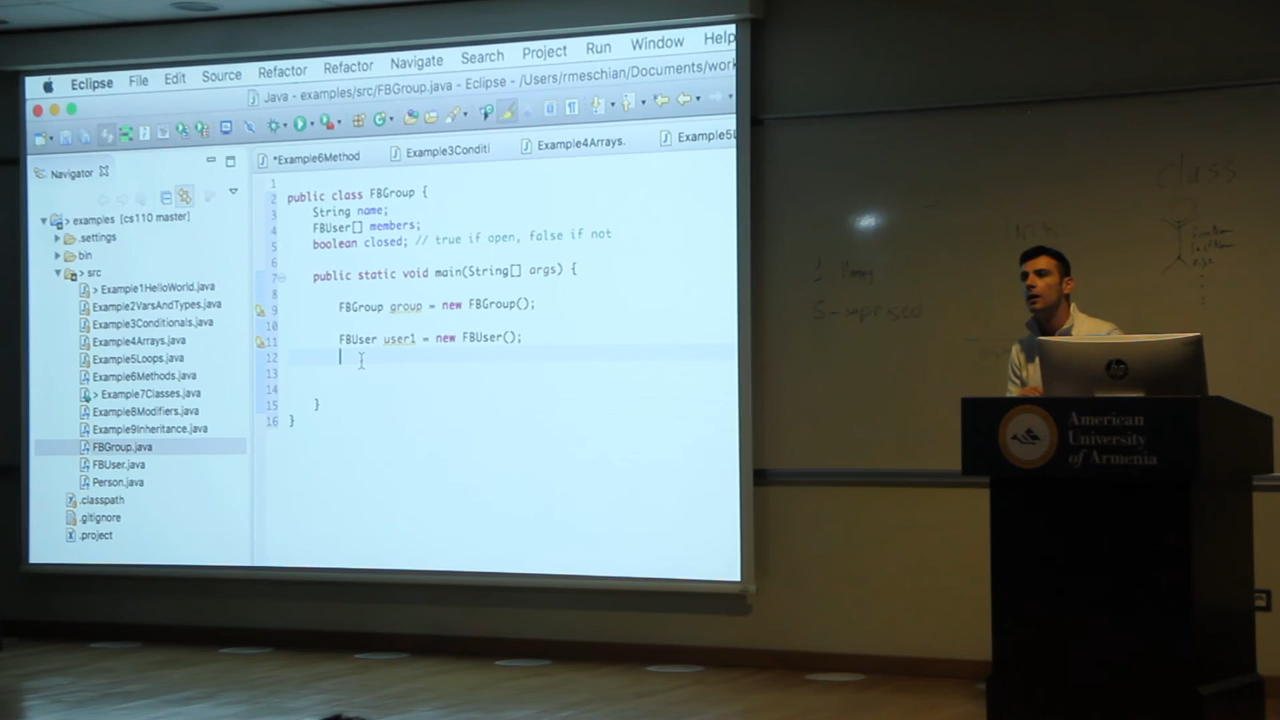 Eclipse File Edit Source Refactor Refactor Navigate Search Project Run Window Help
Java - examples/src/FBGroup.java - Eclipse - /Users/rmeschian/Documents/work
Navigator
*Example6Method Example3Conditi Example4Arrays. Example5L
> examples [cs110 master]
.settings
bin
> src
> Example1HelloWorld.java
Example2VarsAndTypes.java
Example3Conditionals.java
Example4Arrays.java
Example5Loops.java
Example6Methods.java
> Example7Classes.java
Example8Modifiers.java
Example9Inheritance.java
FBGroup.java
FBUser.java
Person.java
.classpath
.gitignore
.project
1
2 public class FBGroup {
3 String name;
4 FBUser[] members;
5 boolean closed; // true if open, false if not
6
7 public static void main(String[] args) {
8
9 FBGroup group = new FBGroup();
10
11 FBUser user1 = new FBUser();
12
13
14
15 }
16 }
class
hp
American
University
of Armenia